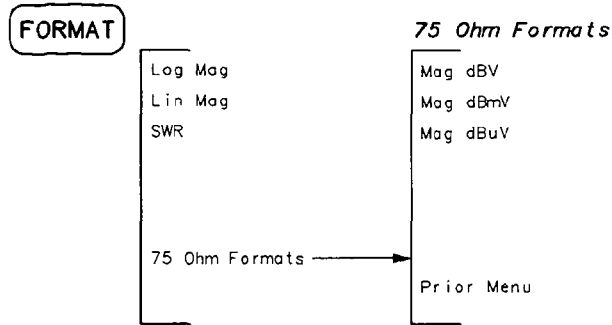 FORMAT
75 Ohm Formats
Log Mag
Lin Mag
SWR
75 Ohm Formats
Mag dBV
Mag dBmV
Mag dBuV
Prior Menu